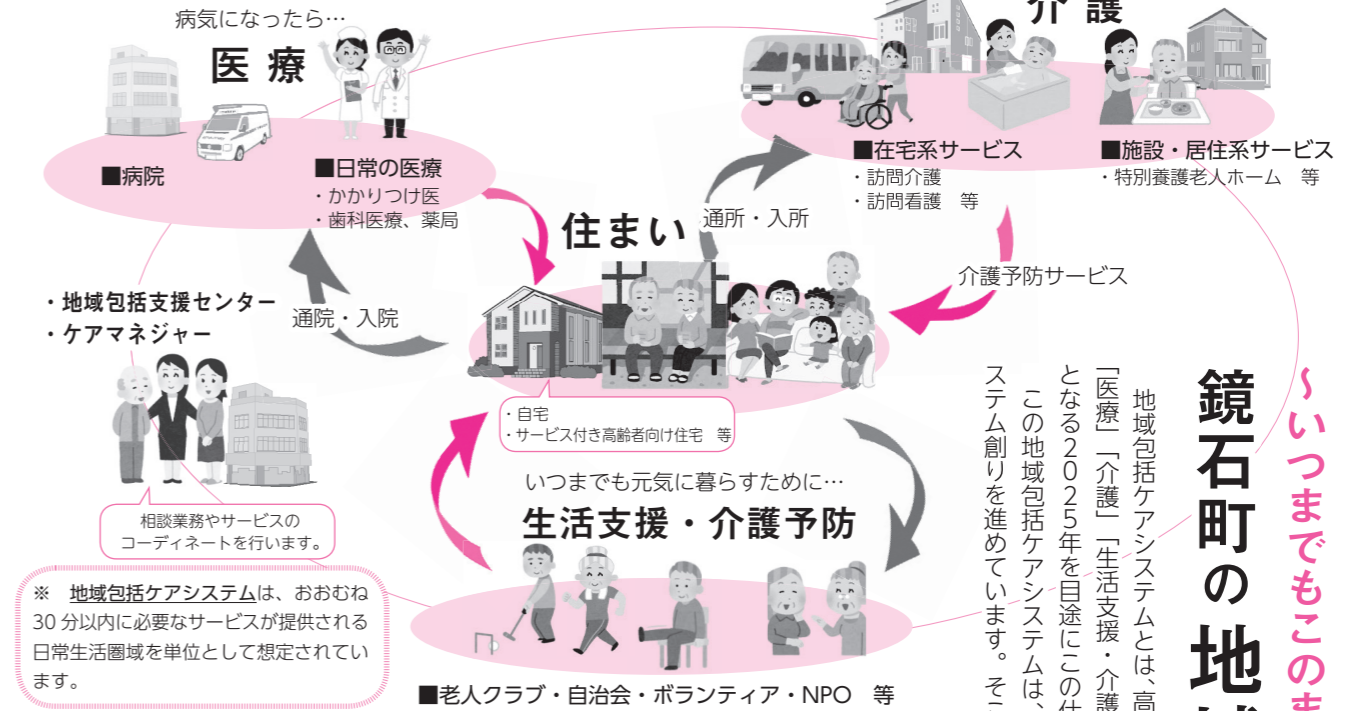 病気になったら…
医療
■病院
■日常の医療
・かかりつけ医
・歯科医療、薬局
介護
■在宅系サービス
・訪問介護
・訪問看護　等
■施設・居住系サービス
・特別養護老人ホーム　等
住まい
通所・入所
通院・入院
介護予防サービス
・地域包括支援センター
・ケアマネジャー
・自宅
・サービス付き高齢者向け住宅　等
相談業務やサービスの
コーディネートを行います。
いつまでも元気に暮らすために…
生活支援・介護予防
■老人クラブ・自治会・ボランティア・NPO　等
※　地域包括ケアシステムは、おおむね
30 分以内に必要なサービスが提供される
日常生活圏域を単位として想定されてい
ます。
～いつまでもこのま
鏡石町の地
地域包括ケアシステムとは、高
「医療」「介護」「生活支援・介護
となる2025年を目途にこの仕
この地域包括ケアシステムは、
ステム創りを進めています。そ